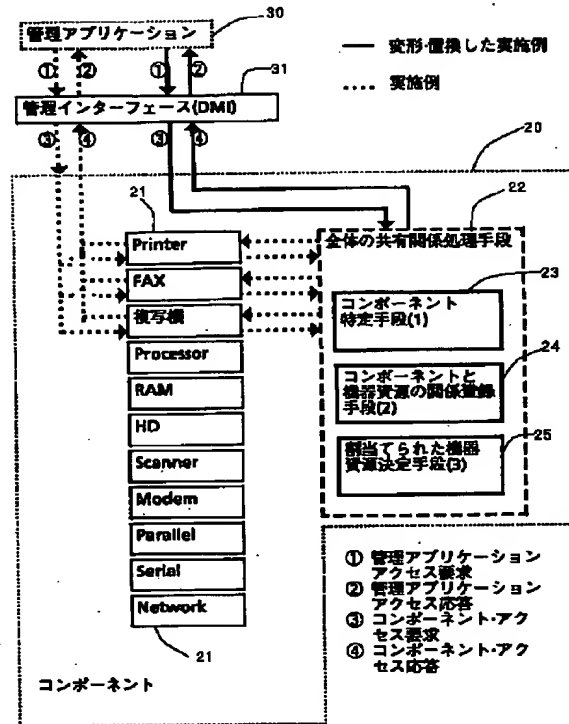 30
管理アプリケーション
① ② ① ②
31
管理インターフェース(DMI)
③ ④ ③ ④
変形・置換した実施例
実施例
20
21
22
Printer
FAX
複写機
Processor
RAM
HD
Scanner
Modem
Parallel
Serial
Network
21
コンポーネント
全体の共有関係処理手段
23
コンポーネント
特定手段(1)
24
コンポーネントと
機器資源の関係登録
手段(2)
25
割当てられた機器
資源決定手段(3)
① 管理アプリケーション
アクセス要求
② 管理アプリケーション
アクセス応答
③ コンポーネント・アク
セス要求
④ コンポーネント・アク
セス応答